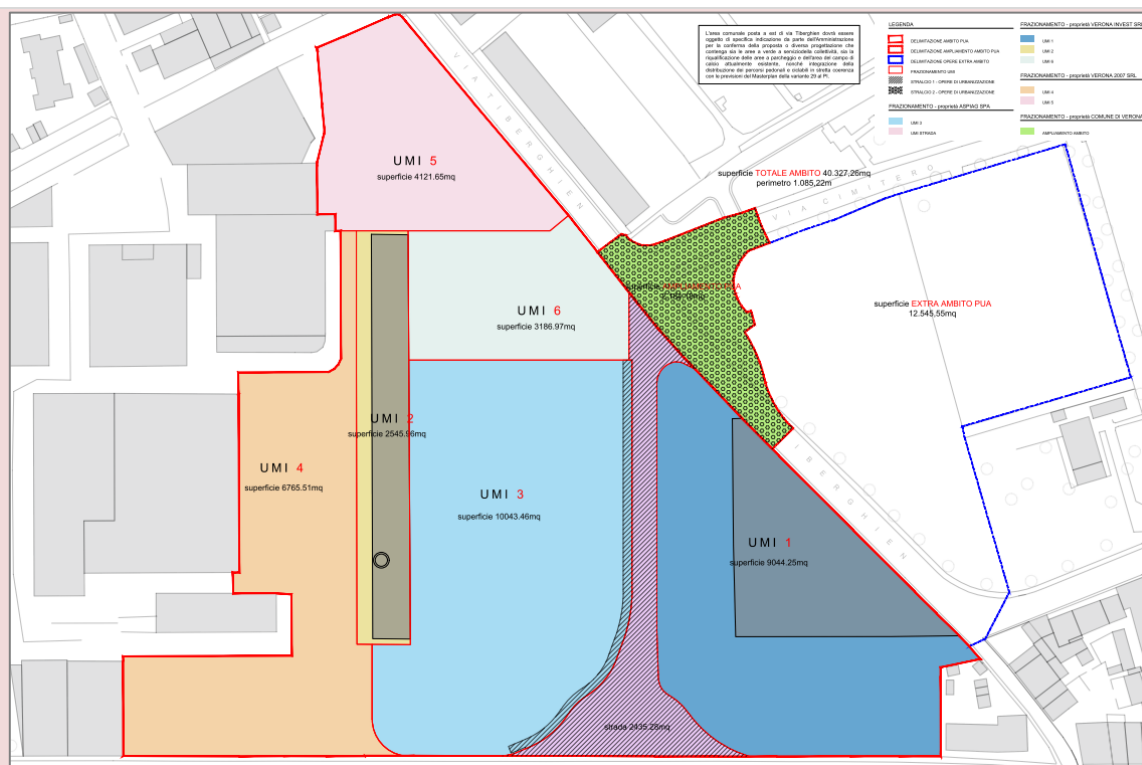 L'area comunale posta a est di via Tiberghien dovrà essere
oggetto di specifica indicazione da parte dell'Amministrazione
per la conferma della proposta o diversa progettazione che
contenga sia le aree a verde a servizio della collettività, sia la
riqualificazione delle aree a parcheggio e dell'area del campo di
calcio attualmente esistente, nonché integrazione della
distribuzione dei percorsi pedonali e ciclabili in stretta coerenza
con le previsioni del Masterplan della variante 29 al PI.
LEGENDA
DELIMITAZIONE AMBITO PUA
DELIMITAZIONE AMPLIAMENTO AMBITO PUA
DELIMITAZIONE OPERE EXTRA AMBITO
FRAZIONAMENTO UMI
STRALCIO 1 - OPERE DI URBANIZZAZIONE
STRALCIO 2 - OPERE DI URBANIZZAZIONE
FRAZIONAMENTO - proprietà ASPIAG SPA
UMI 3
UMI STRADA
FRAZIONAMENTO - proprietà VERONA INVEST SRL
UMI 1
UMI 2
UMI 6
FRAZIONAMENTO - proprietà VERONA 2007 SRL
UMI 4
UMI 5
FRAZIONAMENTO - proprietà COMUNE DI VERONA
AMPLIAMENTO AMBITO
VIA TIBERGHIEN
UMI 5
superficie 4121.65mq
superficie TOTALE AMBITO 40.327,26mq
perimetro 1.085,22m
VIA CIMITERO
superficie AMPLIAMENTO PUA
superficie EXTRA AMBITO PUA
12.545,55mq
UMI 6
superficie 3186.97mq
UMI 2
superficie 2545.96mq
UMI 4
superficie 6765.51mq
UMI 3
superficie 10043.46mq
UMI 1
superficie 9044.25mq
TIBERGHIEN
strada 2435.28mq